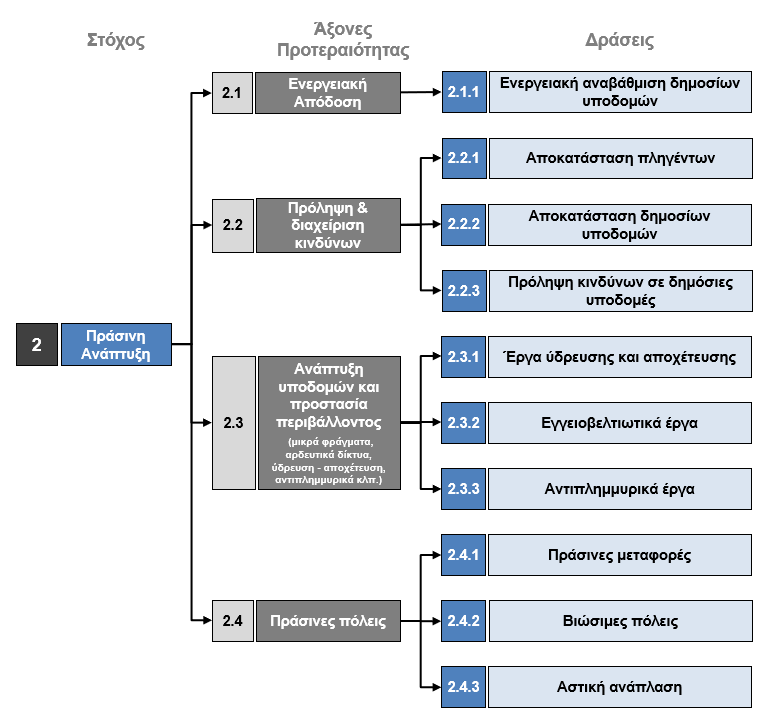 Στόχος
Άξονες
Προτεραιότητας
Δράσεις
2
Πράσινη
Ανάπτυξη
2.1
Ενεργειακή
Απόδοση
2.1.1
Ενεργειακή αναβάθμιση δημοσίων
υποδομών
2.2
Πρόληψη &
διαχείριση
κινδύνων
2.2.1
Αποκατάσταση πληγέντων
2.2.2
Αποκατάσταση δημοσίων
υποδομών
2.2.3
Πρόληψη κινδύνων σε δημόσιες
υποδομές
2.3
Ανάπτυξη
υποδομών και
προστασία
περιβάλλοντος
(μικρά φράγματα,
αρδευτικά δίκτυα,
ύδρευση - αποχέτευση,
αντιπλημμυρικά κλπ.)
2.3.1
Έργα ύδρευσης και αποχέτευσης
2.3.2
Εγγειοβελτιωτικά έργα
2.3.3
Αντιπλημμυρικά έργα
2.4
Πράσινες πόλεις
2.4.1
Πράσινες μεταφορές
2.4.2
Βιώσιμες πόλεις
2.4.3
Αστική ανάπλαση